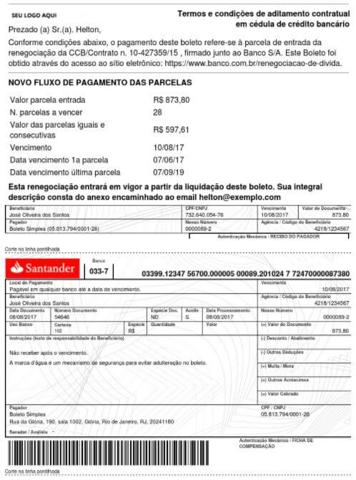 SEU LOGO AQUI
Termos e condições de aditamento contratual
em cédula de crédito bancário
Prezado (a) Sr.(a). Helton,
Conforme condições abaixo, o pagamento deste boleto refere-se à parcela de entrada da
renegociação da CCB/Contrato n. 10-427359/15 , firmado junto ao Banco S/A. Este Boleto foi
obtido através do acesso ao sítio eletrônico: https://www.banco.com.br/renegociacao-de-divida.
NOVO FLUXO DE PAGAMENTO DAS PARCELAS
Valor parcela entrada R$ 873,80
N. parcelas a vencer 28
Valor das parcelas iguais e
consecutivas R$ 597,61
Vencimento 10/08/17
Data vencimento 1a parcela 07/06/17
Data vencimento última parcela 07/09/19
Esta renegociação entrará em vigor a partir da liquidação deste boleto. Sua integral
descrição consta do anexo encaminhado ao email helton@exemplo.com
Beneficiário CPF/CNPJ Vencimento Valor do Documento
José Oliveira dos Santos 732.640.054-76 10/08/2017 873,80
Pagador Nosso Número Agência / Código do Beneficiário
Boleto Simples (05.813.794/0001-26) 0000089-2 4218/1234567
Autenticação Mecânica / RECIBO DO PAGADOR
Corte na linha pontilhada
Santander
Banco
033-7
03399.12347 56700.000005 00089.201024 7 72470000087380
Local do Pagamento Vencimento
Pagável em qualquer banco até a data de vencimento. 10/08/2017
Beneficiário Agência / Código do Beneficiário
José Oliveira dos Santos 4218/1234567
Data Documento Número Documento Espécie Doc. Aceite Data Processamento Nosso Número
08/08/2017 54646 ND S 08/08/2017 0000089-2
Uso Banco Carteira Espécie Quantidade Valor (=) Valor do Documento
102 R$ 873,80
Instruções (texto de responsabilidade do Beneficiário) (-) Desconto / Abatimento
Não receber após o vencimento.
(-) Outras Deduções
A marca d'água é um mecanismo de segurança para evitar adulteração no boleto.
(+) Multa / Mora
(+) Outros Acréscimos
(=) Valor Cobrado
Pagador CPF / CNPJ
Boleto Simples 05.813.794/0001-26
Rua da Glória, 190, sala 1002, Glória, Rio de Janeiro, RJ, 20241180
Sacador / Avalista -
Autenticação Mecânica / FICHA DE
COMPENSAÇÃO
Corte na linha pontilhada